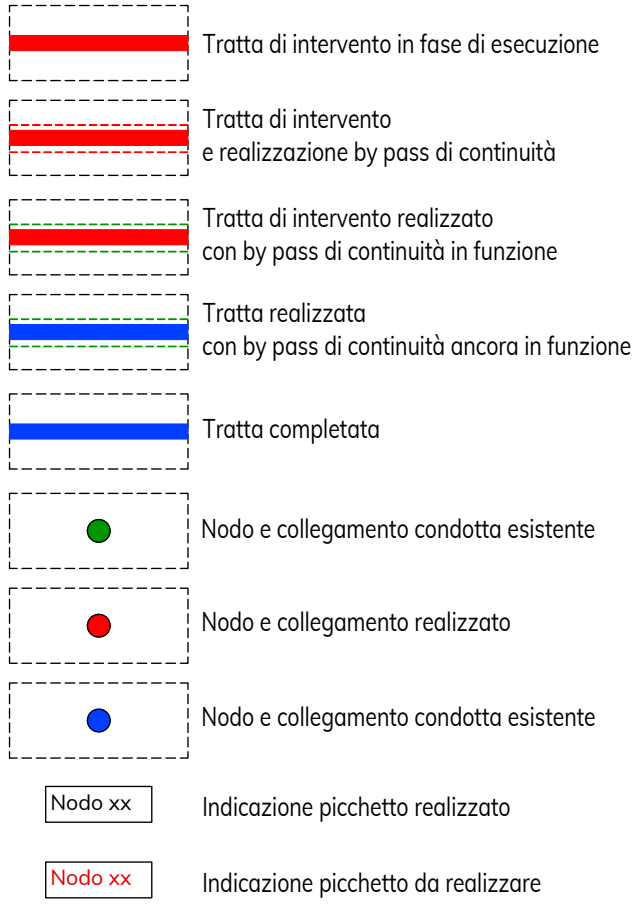 Tratta di intervento in fase di esecuzione
Tratta di intervento
e realizzazione by pass di continuità
Tratta di intervento realizzato
con by pass di continuità in funzione
Tratta realizzata
con by pass di continuità ancora in funzione
Tratta completata
Nodo e collegamento condotta esistente
Nodo e collegamento realizzato
Nodo e collegamento condotta esistente
Nodo xx
Indicazione picchetto realizzato
Nodo xx
Indicazione picchetto da realizzare